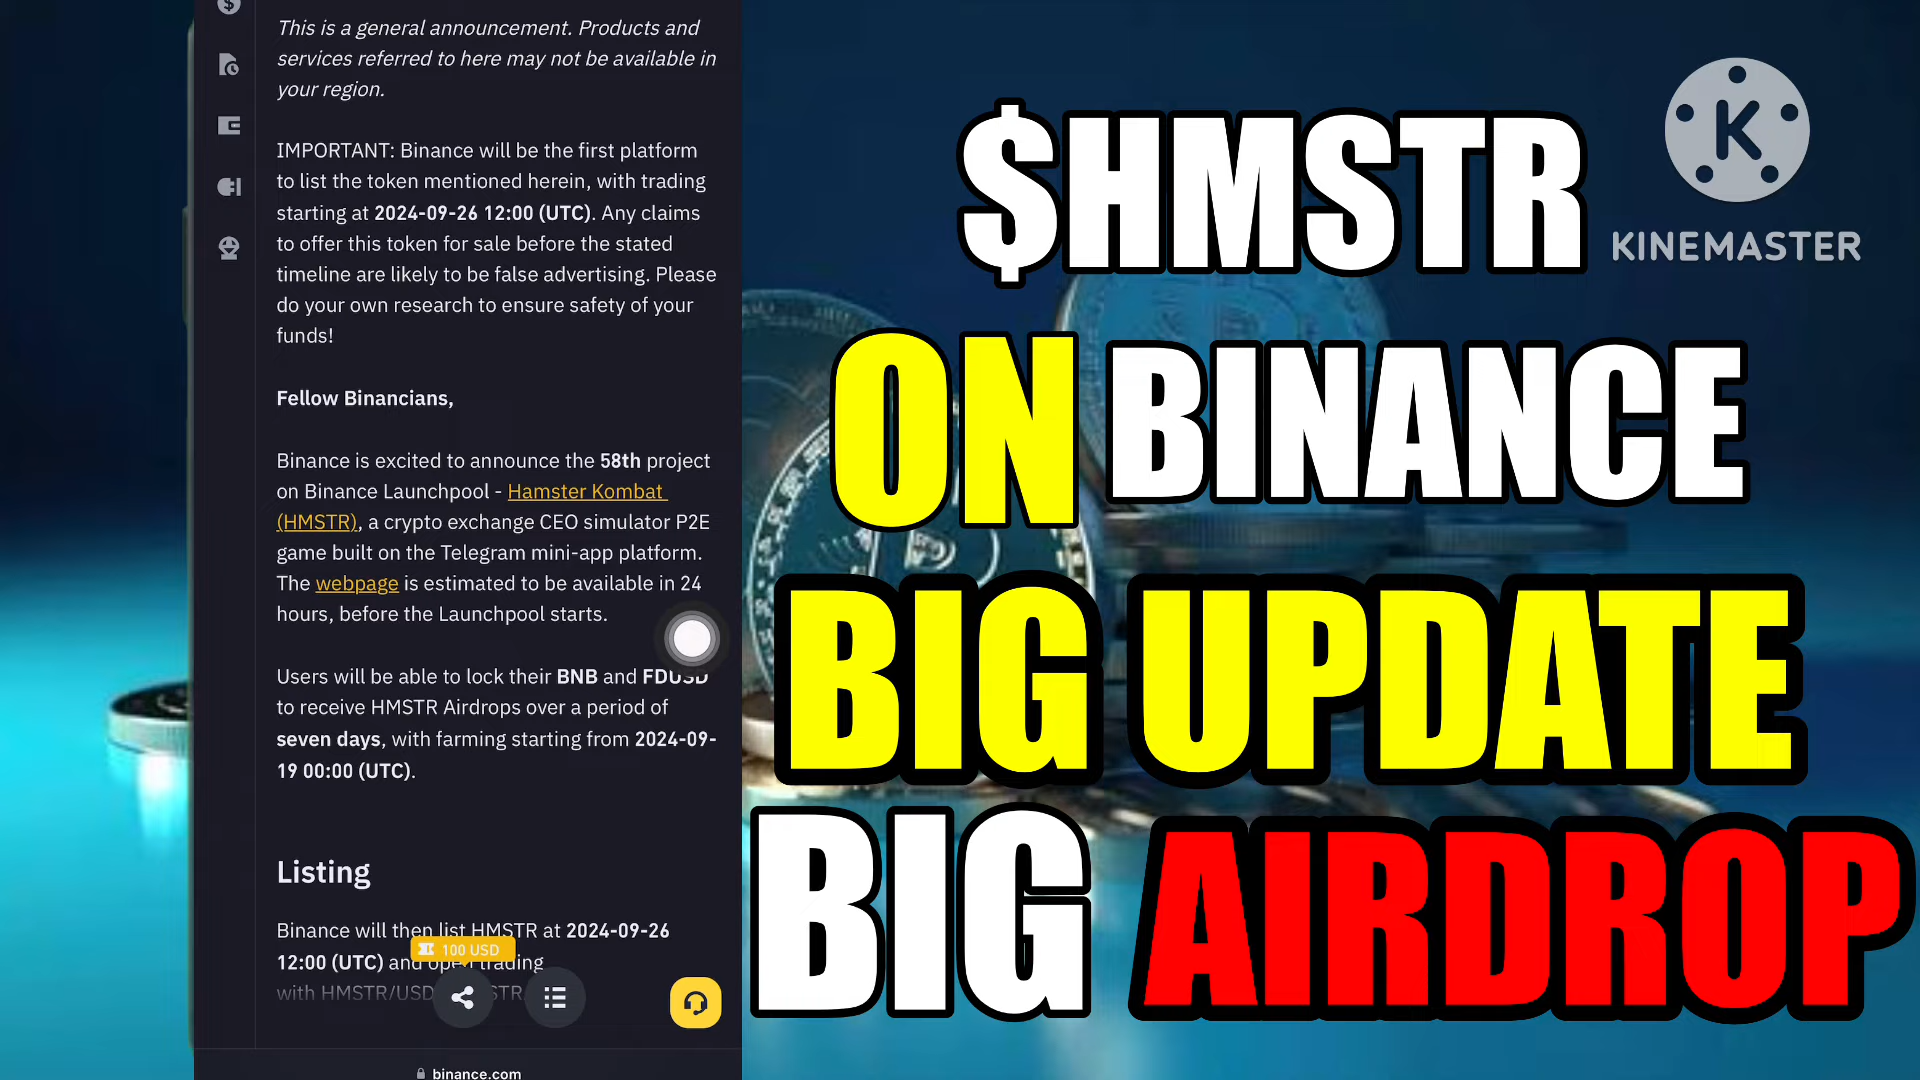 This is a general announcement. Products and
services referred to here may not be available in
your region.
IMPORTANT: Binance will be the first platform
to list the token mentioned herein, with trading
starting at 2024-09-26 12:00 (UTC). Any claims
to offer this token for sale before the stated
timeline are likely to be false advertising. Please
do your own research to ensure safety of your
funds!
Fellow Binancians,
Binance is excited to announce the 58th project
on Binance Launchpool - Hamster Kombat
(HMSTR), a crypto exchange CEO simulator P2E
game built on the Telegram mini-app platform.
The webpage is estimated to be available in 24
hours, before the Launchpool starts.
Users will be able to lock their BNB and FDUSD
to receive HMSTR Airdrops over a period of
seven days, with farming starting from 2024-09-
19 00:00 (UTC).
Listing
Binance will then list HMSTR at 2024-09-26
100 USD
12:00 (UTC) and open trading
with HMSTR/USD
binance.com
$HMSTR
K
KINEMASTER
ON BINANCE
BIG UPDATE
BIG AIRDROP